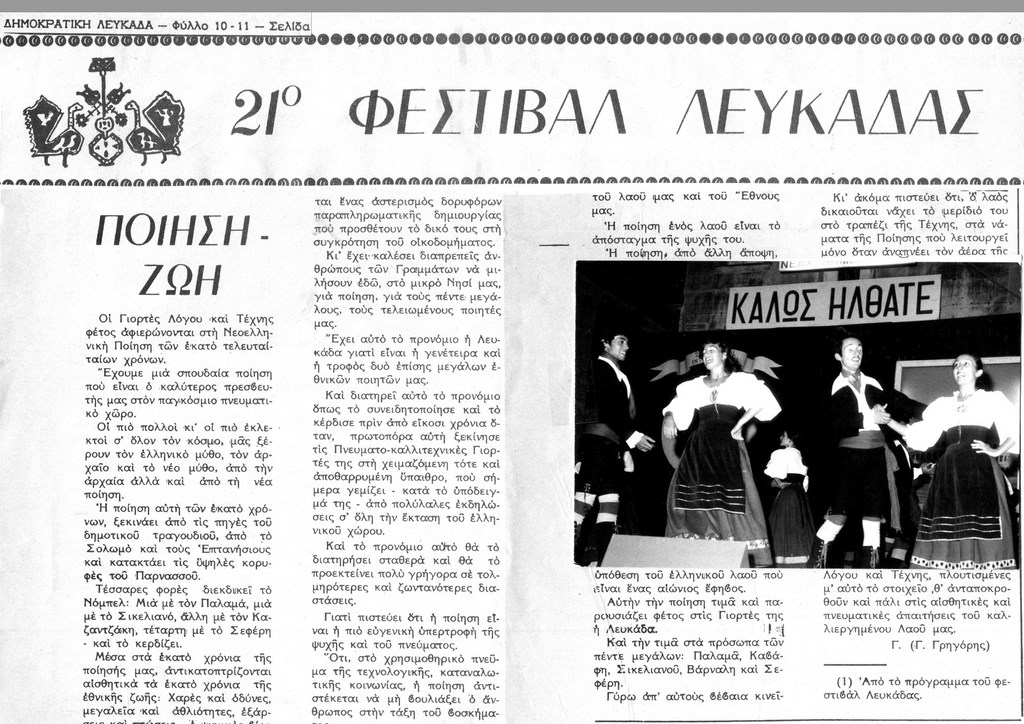 ΔΗΜΟΚΡΑΤΙΚΗ ΛΕΥΚΑΔΑ — Φύλλο 10-11 — Σελίδα
21º ΦΕΣΤΙΒΑΛ ΛΕΥΚΑΔΑΣ
ΠΟΙΗΣΗ -
ΖΩΗ
Οἱ Γιορτές Λόγου καὶ Τέχνης
φέτος ἀφιερώνονται στὴ Νεοελλη-
νικὴ Ποίηση τῶν ἑκατὸ τελευταί-
ταίων χρόνων.
Ἔχουμε μιὰ σπουδαία ποίηση
ποὺ εἶναι ὁ καλύτερος πρεσβευ-
τής μας στὸν παγκόσμιο πνευματι-
κὸ χῶρο.
Οἱ πιὸ πολλοὶ κι' οἱ πιὸ ἐκλε-
κτοὶ σ' ὅλον τὸν κόσμο, μᾶς ξέ-
ρουν τὸν ἑλληνικὸ μύθο, τὸν ἀρ-
χαῖο καὶ τὸ νέο μύθο, ἀπὸ τὴν
ἀρχαία ἀλλὰ καὶ ἀπὸ τὴ νέα
ποίηση.
Ἡ ποίηση αὐτὴ τῶν ἑκατὸ χρό-
νων, ξεκινάει ἀπὸ τὶς πηγὲς τοῦ
δημοτικοῦ τραγουδιοῦ, ἀπὸ τὸ
Σολωμὸ καὶ τοὺς Ἑπτανήσιους
καὶ κατακτάει τὶς ὑψηλὲς κορυ-
φὲς τοῦ Παρνασσοῦ.
Τέσσαρες φορὲς διεκδικεῖ τὸ
Νόμπελ: Μιὰ μὲ τὸν Παλαμᾶ, μιὰ
μὲ τὸ Σικελιανό, ἄλλη μὲ τὸν Κα-
ζαντζάκη, τέταρτη μὲ τὸ Σεφέρη
- καὶ τὸ κερδίζει.
Μέσα στὰ ἑκατὸ χρόνια τῆς
ποίησής μας, ἀντικατοπτρίζονται
αἰσθητικὰ τὰ ἑκατὸ χρόνια τῆς
ἐθνικῆς ζωῆς: Χαρὲς καὶ ὀδύνες,
μεγαλεῖα καὶ ἀθλιότητες, ἐξάρ-
ται ἕνας ἀστερισμὸς δορυφόρων
παραπληρωματικῆς δημιουργίας
ποὺ προσθέτουν τὸ δικό τους στὴ
συγκρότηση τοῦ οἰκοδομήματος.
Κι' ἔχει καλέσει διαπρεπεῖς ἀν-
θρώπους τῶν Γραμμάτων νὰ μι-
λήσουν ἐδῶ, στὸ μικρὸ Νησί μας,
γιὰ ποίηση, γιὰ τοὺς πέντε μεγά-
λους, τοὺς τελειωμένους ποιητές
μας.
Ἔχει αὐτὸ τὸ προνόμιο ἡ Λευ-
κάδα γιατὶ εἶναι ἡ γενέτειρα καὶ
ἡ τροφὸς δυὸ ἐπίσης μεγάλων ἐ-
θνικῶν ποιητῶν μας.
Καὶ διατηρεῖ αὐτὸ τὸ προνόμιο
ὅπως τὸ συνειδητοποίησε καὶ τὸ
κέρδισε πρὶν ἀπὸ εἴκοσι χρόνια ὅ-
ταν, πρωτοπόρα αὐτὴ ξεκίνησε
τὶς Πνευματο-καλλιτεχνικὲς Γιορ-
τές της στὴ χειμαζόμενη τότε καὶ
ἀποθαρρυμένη ὕπαιθρο, ποὺ σή-
μερα γεμίζει - κατὰ τὸ ὑπόδειγ-
μά της - ἀπὸ πολύλαλες ἐκδηλώ-
σεις σ' ὅλη τὴν ἔκταση τοῦ ἑλλη-
νικοῦ χώρου.
Καὶ τὸ προνόμιο αὐτὸ θὰ τὸ
διατηρήσει σταθερὰ καὶ θὰ τὸ
προεκτείνει πολὺ γρήγορα σὲ τολ-
μηρότερες καὶ ζωντανότερες δια-
στάσεις.
Γιατὶ πιστεύει ὅτι ἡ ποίηση εἶ-
ναι ἡ πιὸ εὐγενικὴ ὑπερτροφὴ τῆς
ψυχῆς καὶ τοῦ πνεύματος.
Ὅτι, στὸ χρησιμοθηρικὸ πνεῦ-
μα τῆς τεχνολογικῆς, καταναλω-
τικῆς κοινωνίας, ἡ ποίηση ἀντι-
στέκεται νὰ μὴ βουλιάξει ὁ ἄν-
θρωπος στὴν τάξη τοῦ βοσκήμα-
τοῦ λαοῦ μας καὶ τοῦ Ἔθνους
μας.
Ἡ ποίηση ἑνὸς λαοῦ εἶναι τὸ
ἀπόσταγμα τῆς ψυχῆς του.
Ἡ ποίηση, ἀπὸ ἄλλη ἄποψη,
Κι' ἀκόμα πιστεύει ὅτι, ὁ λαὸς
δικαιοῦται νἄχει τὸ μερίδιό του
στὸ τραπέζι τῆς Τέχνης, στὰ νά-
ματα τῆς Ποίησης ποὺ λειτουργεῖ
μόνο ὅταν ἀναπνέει τὸν ἀέρα τῆς
ΚΑΛΩΣ ΗΛΘΑΤΕ
ὑπόθεση τοῦ ἑλληνικοῦ λαοῦ ποὺ
εἶναι ἕνας αἰώνιος ἔφηβος.
Αὐτὴν τὴν ποίηση τιμᾶ καὶ πα-
ρουσιάζει φέτος στὶς Γιορτές της
ἡ Λευκάδα.
Καὶ τὴν τιμᾶ στὰ πρόσωπα τῶν
πέντε μεγάλων: Παλαμᾶ, Καβά-
φη, Σικελιανοῦ, Βάρναλη καὶ Σε-
φέρη.
Γύρω ἀπ' αὐτοὺς βέβαια κινεῖ-
Λόγου καὶ Τέχνης, πλουτισμένες
μ' αὐτὸ τὸ στοιχεῖο, θ' ἀνταποκρι-
θοῦν καὶ πάλι στὶς αἰσθητικὲς καὶ
πνευματικὲς ἀπαιτήσεις τοῦ καλ-
λιεργημένου Λαοῦ μας.
Γ. (Γ. Γρηγόρης)
(1) Ἀπὸ τὸ πρόγραμμα τοῦ φε-
στιβὰλ Λευκάδας.